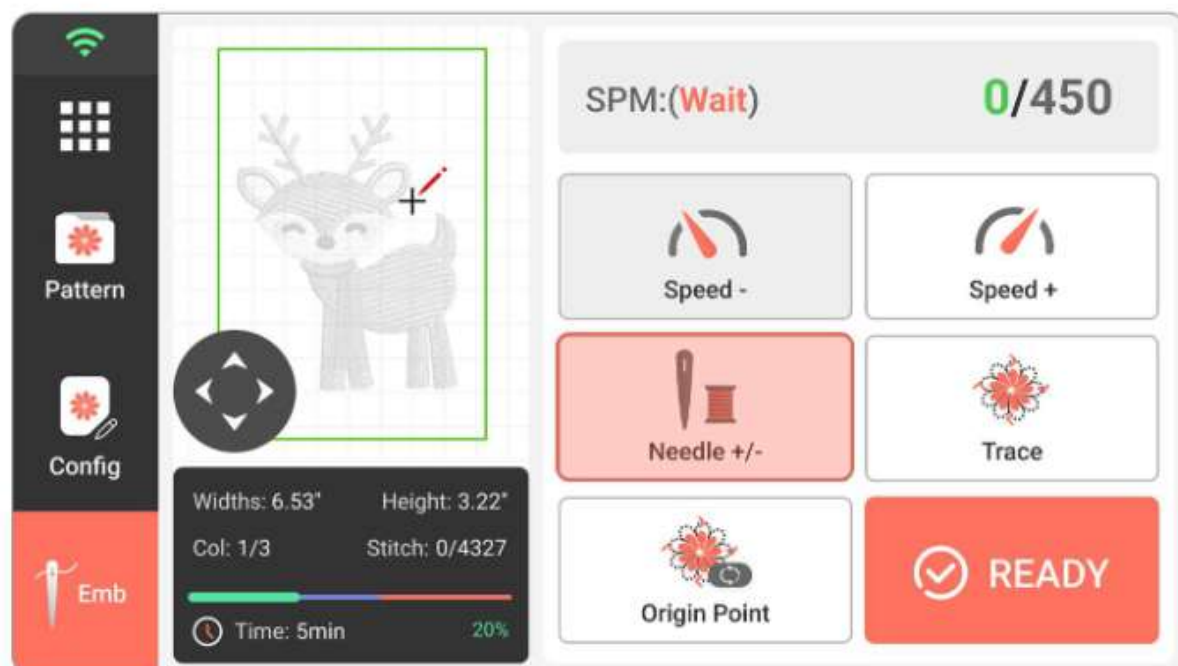 Pattern
Config
Emb
Widths: 6.53" Height: 3.22"
Col: 1/3 Stitch: 0/4327
Time: 5min 20%
SPM:(Wait) 0/450
Speed - Speed +
Needle +/- Trace
Origin Point READY